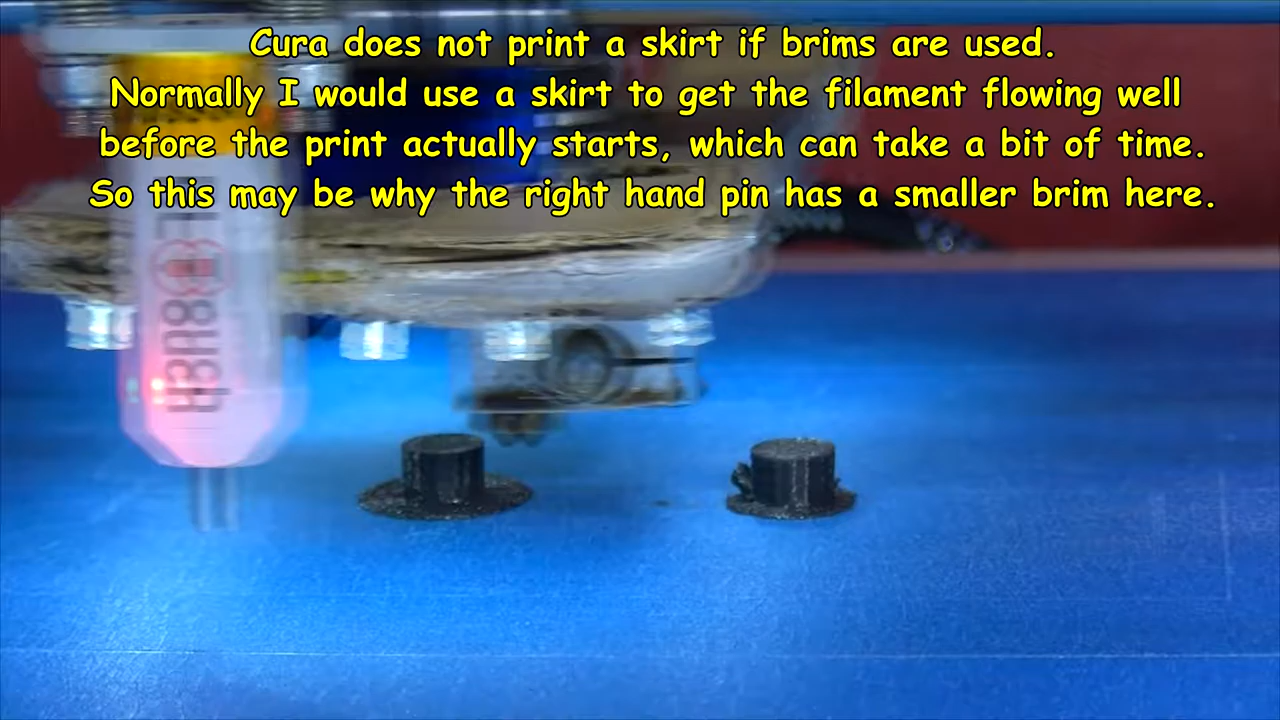 Cura does not print a skirt if brims are used.
Normally I would use a skirt to get the filament flowing well
before the print actually starts, which can take a bit of time.
So this may be why the right hand pin has a smaller brim here.